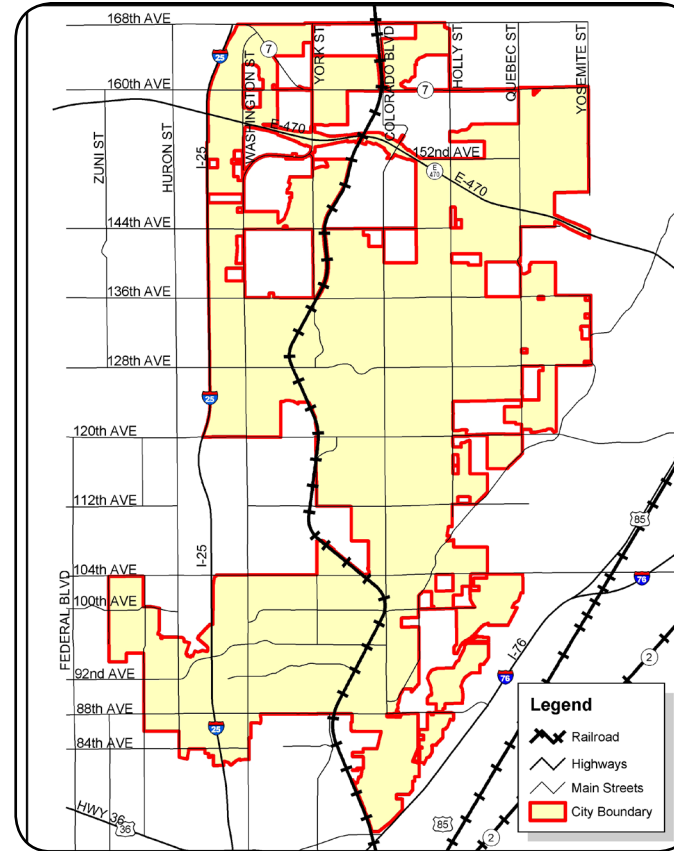 168th AVE
7
25
YORK ST
COLORADO BLVD
HOLLY ST
QUEBEC ST
YOSEMITE ST
WASHINGTON ST
160th AVE
7
ZUNI ST
HURON ST
I-25
E-470
152nd AVE
E
470
E-470
144th AVE
136th AVE
128th AVE
25
120th AVE
112th AVE
85
I-25
104th AVE
76
FEDERAL BLVD
100th AVE
I-76
2
92nd AVE
76
88th AVE
25
84th AVE
HWY 36
36
85
2
Legend
Railroad
Highways
Main Streets
City Boundary